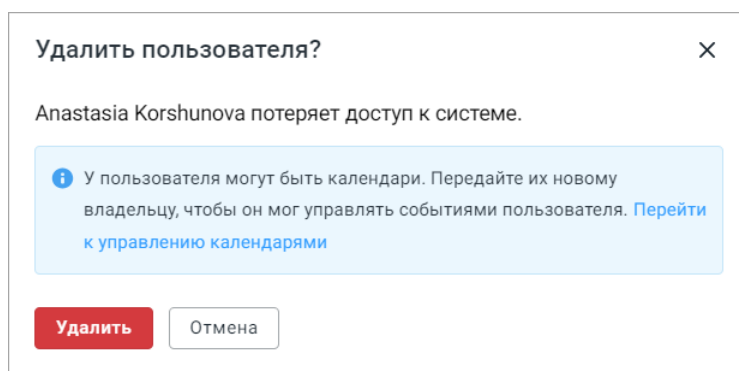 Удалить пользователя?
Anastasia Korshunova потеряет доступ к системе.
У пользователя могут быть календари. Передайте их новому
владельцу, чтобы он мог управлять событиями пользователя. Перейти
к управлению календарями
Удалить
Отмена